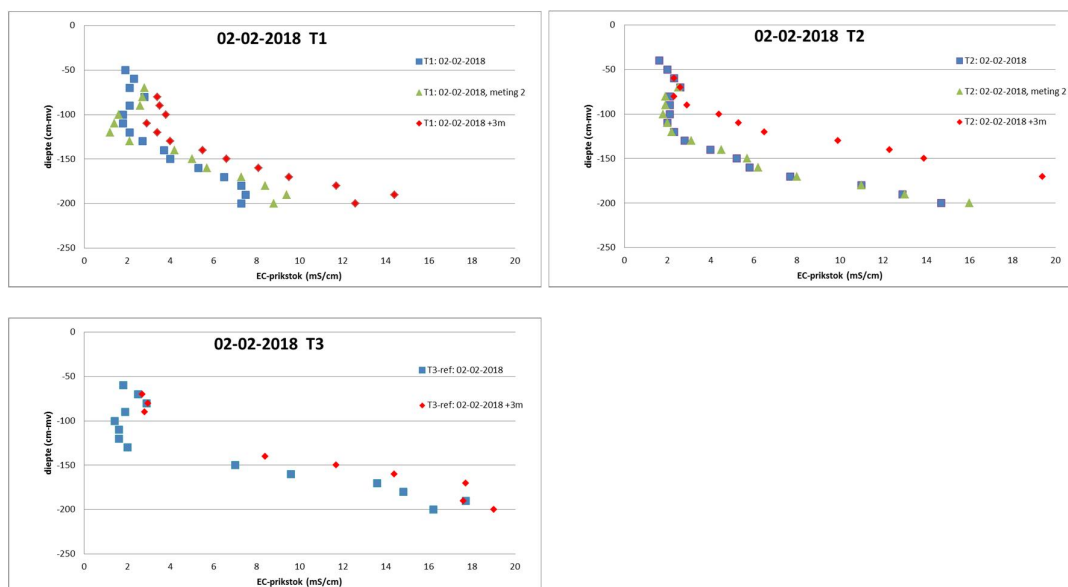 02-02-2018 T1
0
-50
-100
-150
-200
-250
diepte (cm-mv)
0 2 4 6 8 10 12 14 16 18 20
EC-prikstok (mS/cm)
T1: 02-02-2018
T1: 02-02-2018, meting 2
T1: 02-02-2018 +3m
02-02-2018 T2
0
-50
-100
-150
-200
-250
diepte (cm-mv)
0 2 4 6 8 10 12 14 16 18 20
EC-prikstok (mS/cm)
T2: 02-02-2018
T2: 02-02-2018, meting 2
T2: 02-02-2018 +3m
02-02-2018 T3
0
-50
-100
-150
-200
-250
diepte (cm-mv)
0 2 4 6 8 10 12 14 16 18 20
EC-prikstok (mS/cm)
T3-ref: 02-02-2018
T3-ref: 02-02-2018 +3m